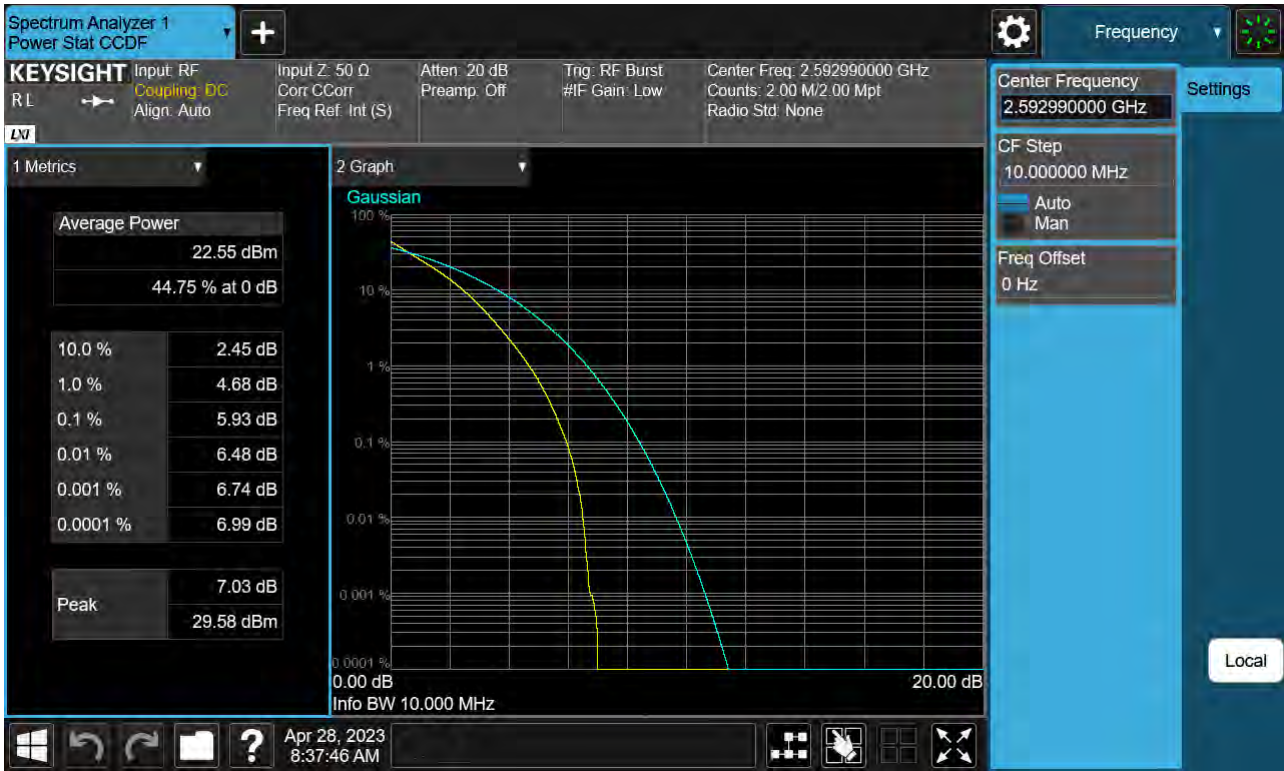 Spectrum Analyzer 1
Power Stat CCDF
+
Frequency
KEYSIGHT
RL
LXI
Input: RF
Coupling: DC
Align: Auto
Input Z: 50 Ω
Corr CCorr
Freq Ref: Int (S)
Atten: 20 dB
Preamp: Off
Trig: RF Burst
#IF Gain: Low
Center Freq: 2.592990000 GHz
Counts: 2.00 M/2.00 Mpt
Radio Std: None
Center Frequency
2.592990000 GHz
Settings
CF Step
10.000000 MHz
Auto
Man
Freq Offset
0 Hz
1 Metrics
Average Power
22.55 dBm
44.75 % at 0 dB
10.0 % 2.45 dB
1.0 % 4.68 dB
0.1 % 5.93 dB
0.01 % 6.48 dB
0.001 % 6.74 dB
0.0001 % 6.99 dB
Peak
7.03 dB
29.58 dBm
2 Graph
Gaussian
100 %
10 %
1 %
0.1 %
0.01 %
0.001 %
0.0001 %
0.00 dB 20.00 dB
Info BW 10.000 MHz
Local
?
Apr 28, 2023
8:37:46 AM